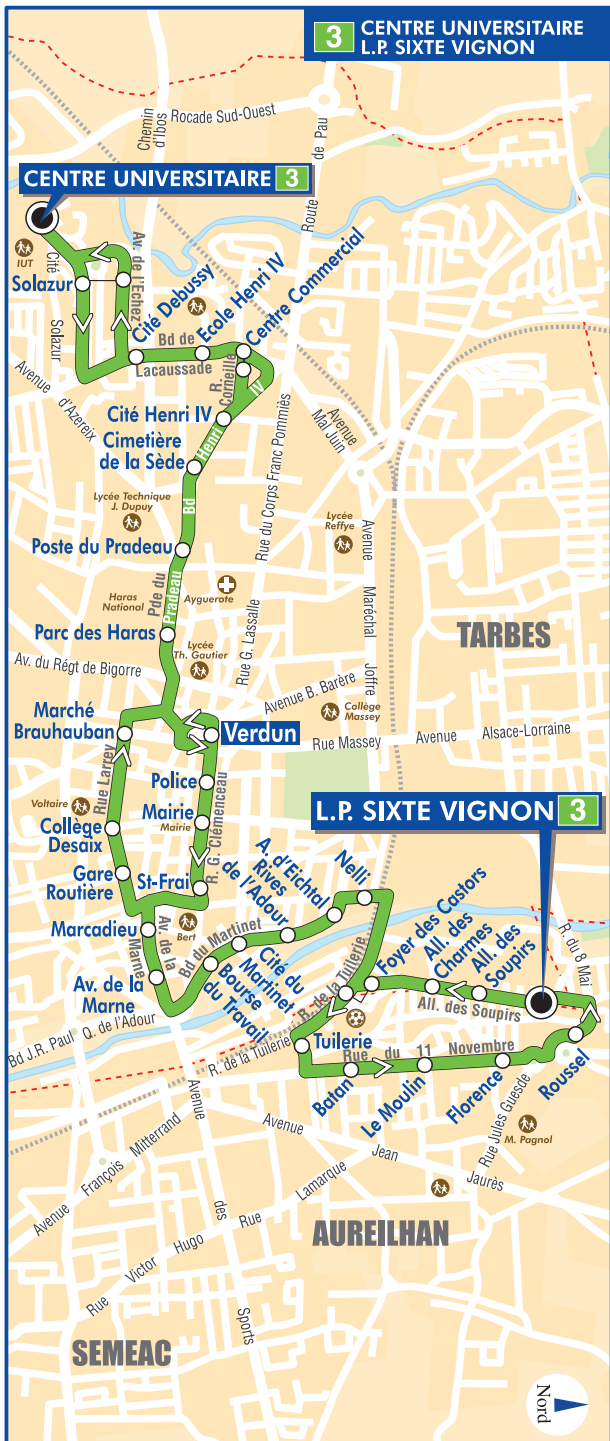 3 CENTRE UNIVERSITAIRE
L.P. SIXTE VIGNON
Chemin
d'Ibos
Rocade Sud-Ouest
Route de Pau
CENTRE UNIVERSITAIRE 3
IUT
Cité
Solazur
Solazur
Av. de l'Echez
Cité Debussy
Ecole Henri IV
Centre Commercial
Bd de
Lacaussade
R. Corneille
Avenue
d'Azereix
Cité Henri IV
Cimetière
de la Sède
Bd Henri IV
Avenue
Mal Juin
Rue du Corps Franc Pommiès
Lycée Technique
J. Dupuy
Lycée
Reffye
Avenue Maréchal Joffre
Poste du Pradeau
Pde du
Pradeau
Haras
National
Ayguerote
Parc des Haras
Lycée
Th. Gautier
Rue G. Lassalle
TARBES
Av. du Régt de Bigorre
Avenue B. Barère
Collège
Massey
Marché
Brauhauban
Verdun
Rue Massey
Avenue Alsace-Lorraine
Rue Larrey
Police
Voltaire
Mairie
Mairie
Collège
Desaix
R. G. Clémenceau
L.P. SIXTE VIGNON 3
Gare
Routière
St-Frai
Bert
Marcadieu
Av. de la
Marne
Av. de la
Marne
Bd du Martinet
A. d'Eichtal
Rives
de l'Adour
Nelli
Cité du
Martinet
Bourse
du Travail
Foyer des Castors
All. des
Charmes
All. des
Soupirs
R. du 8 Mai
R. de la Tuilerie
All. des Soupirs
Bd J.R. Paul
Q. de l'Adour
R. de la Tuilerie
Tuilerie
Rue du 11 Novembre
Batan
Le Moulin
Florence
Roussel
Rue Jules Guesde
M. Pagnol
Avenue François Mitterrand
Avenue des Sports
Avenue Jean Jaurès
Rue Victor Hugo
Rue Lamarque
AUREILHAN
SEMEAC
Nord